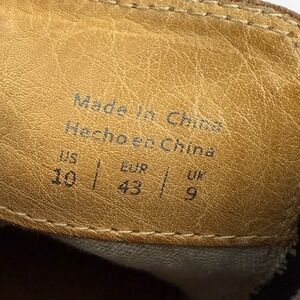 Made in China
Hecho en China
US | EUR | UK
10 | 43 | 9